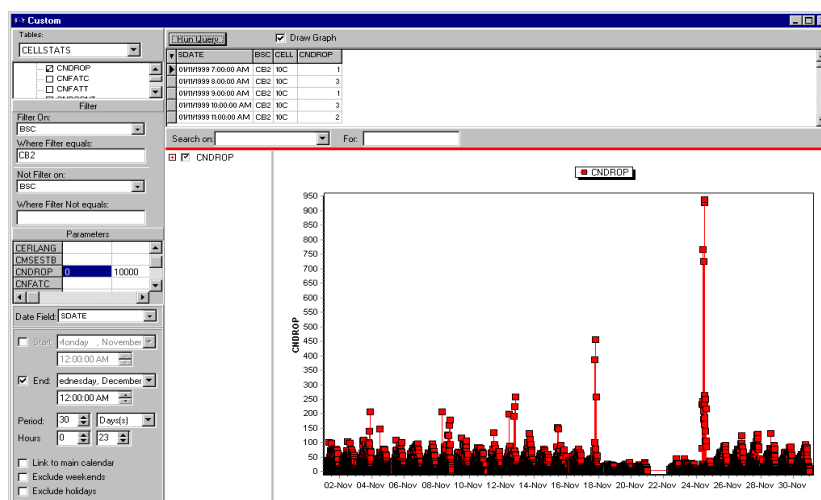 Custom
Tables:
CELLSTATS
CNDROP
CNFATC
CNFATT
Filter
Filter On:
BSC
Where Filter equals:
CB2
Not Filter on:
BSC
Where Filter Not equals:
Parameters
CERLANG
CMSESTB
CNDROP 0 10000
CNFATC
Date Field: SDATE
Start: Monday , November
12:00:00 AM
End: ednesday, December
12:00:00 AM
Period: 30 Days(s)
Hours 0 23
Link to main calendar
Exclude weekends
Exclude holidays
Run Query Draw Graph
SDATE BSC CELL CNDROP
01/11/1999 7:00:00 AM CB2 10C 1
01/11/1999 8:00:00 AM CB2 10C 3
01/11/1999 9:00:00 AM CB2 10C 1
01/11/1999 10:00:00 AM CB2 10C 3
01/11/1999 11:00:00 AM CB2 10C 2
Search on: For:
CNDROP
CNDROP
CNDROP
950
900
850
800
750
700
650
600
550
500
450
400
350
300
250
200
150
100
50
0
02-Nov 04-Nov 06-Nov 08-Nov 10-Nov 12-Nov 14-Nov 16-Nov 18-Nov 20-Nov 22-Nov 24-Nov 26-Nov 28-Nov 30-Nov